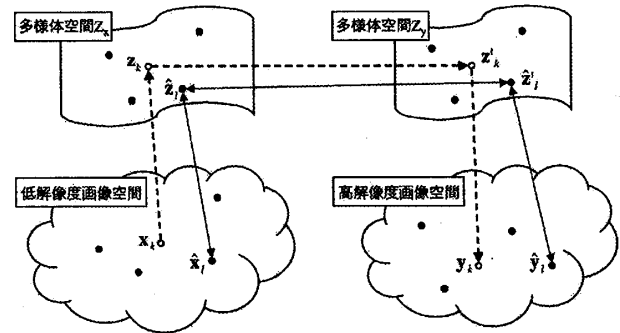 多様体空間Zx
多様体空間Zy
zk
z'k
ẑl
ẑ'l
低解像度画像空間
高解像度画像空間
xk
x̂l
yk
ŷl